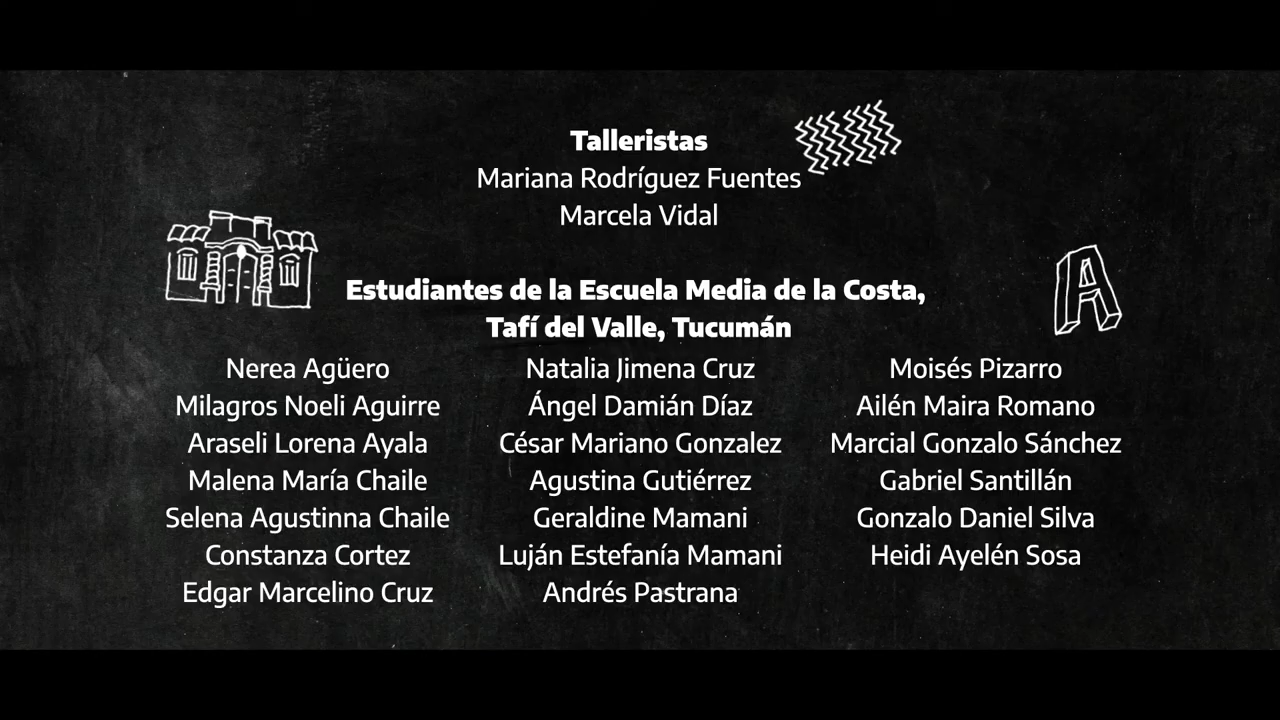 Talleristas
Mariana Rodríguez Fuentes
Marcela Vidal
Estudiantes de la Escuela Media de la Costa,
Tafí del Valle, Tucumán
Nerea Agüero
Milagros Noeli Aguirre
Araseli Lorena Ayala
Malena María Chaile
Selena Agustinna Chaile
Constanza Cortez
Edgar Marcelino Cruz
Natalia Jimena Cruz
Ángel Damián Díaz
César Mariano Gonzalez
Agustina Gutiérrez
Geraldine Mamani
Luján Estefanía Mamani
Andrés Pastrana
Moisés Pizarro
Ailén Maira Romano
Marcial Gonzalo Sánchez
Gabriel Santillán
Gonzalo Daniel Silva
Heidi Ayelén Sosa
A